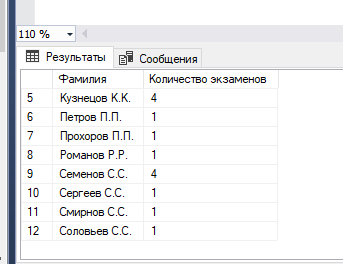 110 %
Результаты Сообщения
Фамилия Количество экзаменов
5 Кузнецов К.К. 4
6 Петров П.П. 1
7 Прохоров П.П. 1
8 Романов Р.Р. 1
9 Семенов С.С. 4
10 Сергеев С.С. 1
11 Смирнов С.С. 1
12 Соловьев С.С. 1